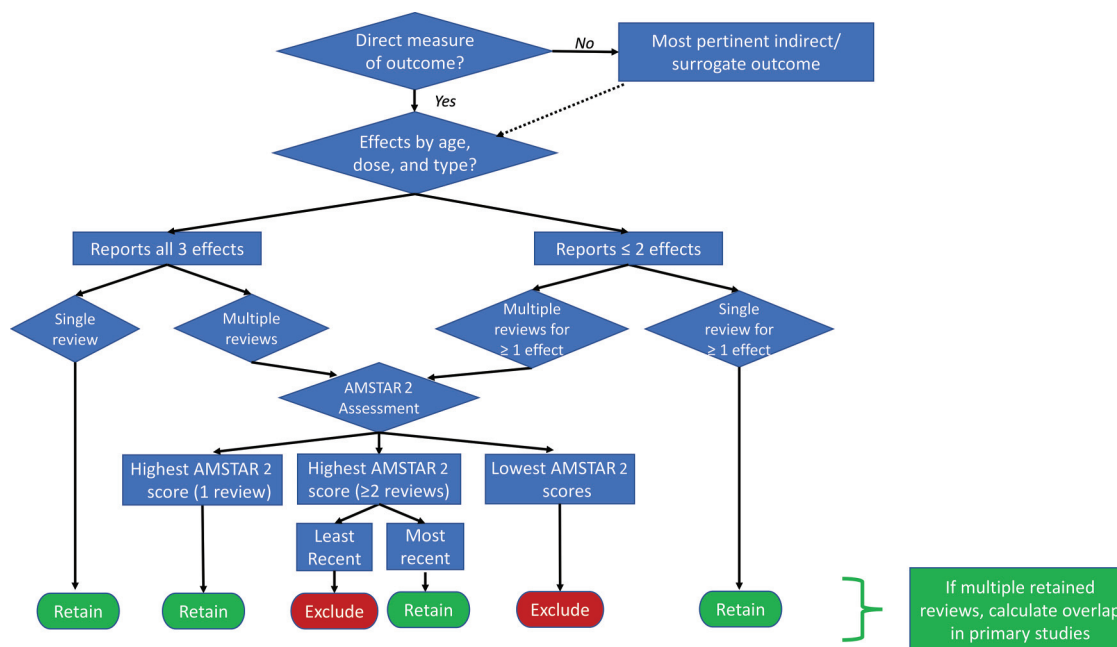 Direct measure
of outcome?
No
Most pertinent indirect/
surrogate outcome
Yes
Effects by age,
dose, and type?
Reports all 3 effects
Reports ≤ 2 effects
Single
review
Multiple
reviews
Multiple
reviews for
≥ 1 effect
Single
review for
≥ 1 effect
AMSTAR 2
Assessment
Highest AMSTAR 2
score (1 review)
Highest AMSTAR 2
score (≥2 reviews)
Lowest AMSTAR 2
scores
Least
Recent
Most
recent
Retain
Retain
Exclude
Retain
Exclude
Retain
If multiple retained
reviews, calculate overlap
in primary studies